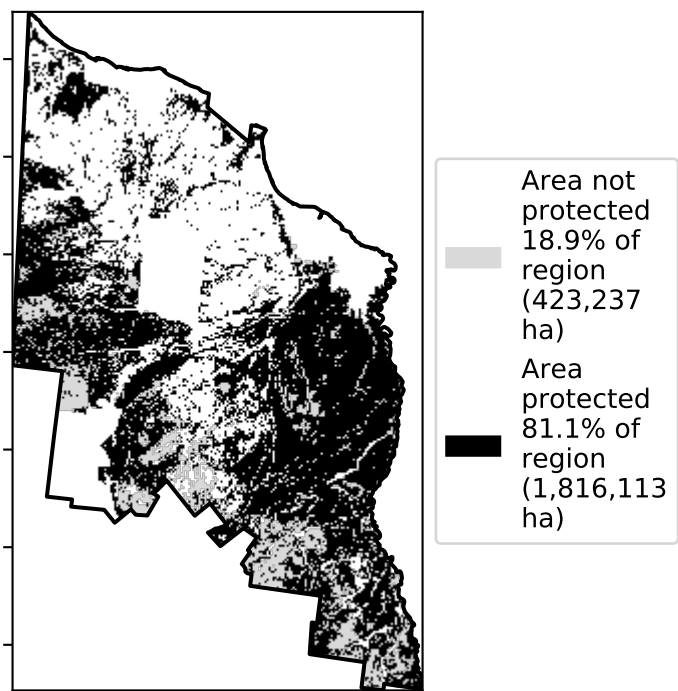 Area not
protected
18.9% of
region
(423,237
ha)
Area
protected
81.1% of
region
(1,816,113
ha)